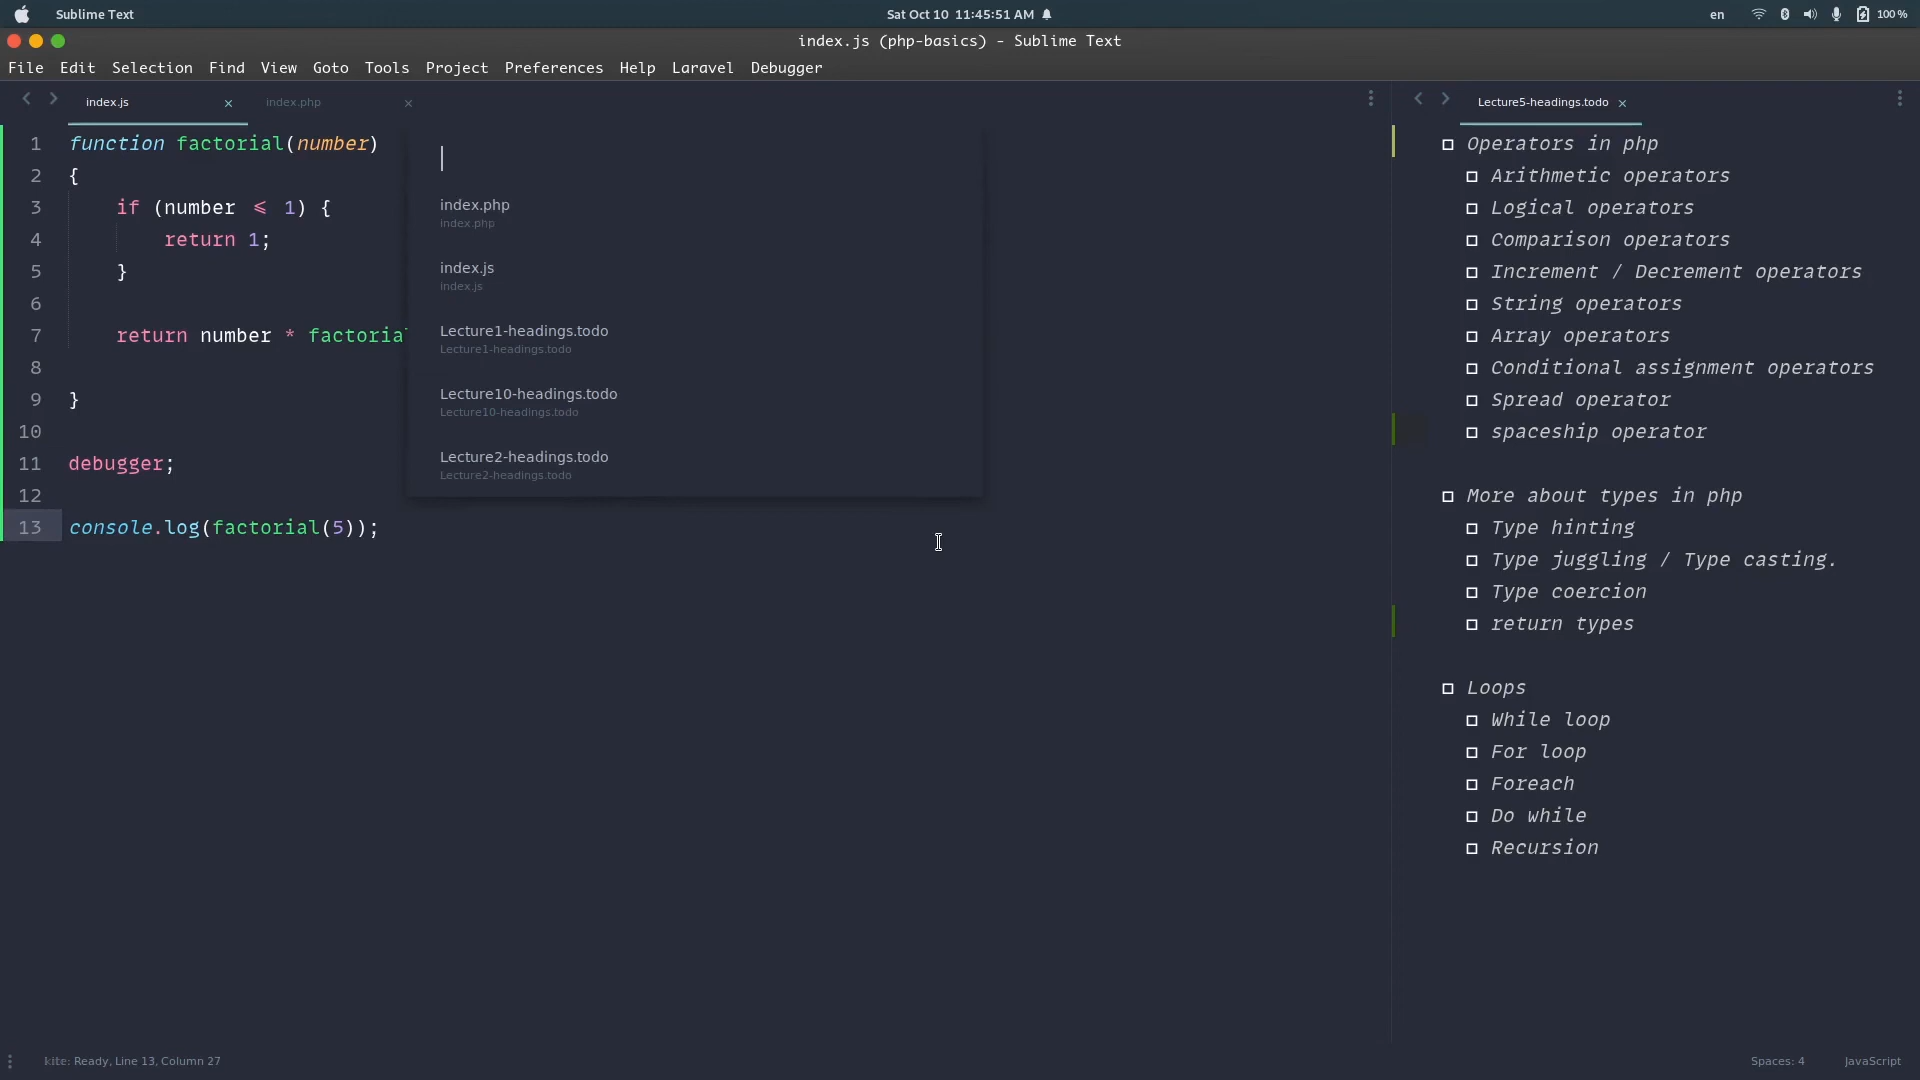 Sublime Text
Sat Oct 10 11:45:51 AM
en
100 %
index.js (php-basics) - Sublime Text
File Edit Selection Find View Goto Tools Project Preferences Help Laravel Debugger
index.js
index.php
1 function factorial(number)
2 {
3 if (number ⩽ 1) {
4 return 1;
5 }
6
7 return number * factorial
8
9 }
10
11 debugger;
12
13 console.log(factorial(5));
index.php
index.php
index.js
index.js
Lecture1-headings.todo
Lecture1-headings.todo
Lecture10-headings.todo
Lecture10-headings.todo
Lecture2-headings.todo
Lecture2-headings.todo
Lecture5-headings.todo
Operators in php
Arithmetic operators
Logical operators
Comparison operators
Increment / Decrement operators
String operators
Array operators
Conditional assignment operators
Spread operator
spaceship operator
More about types in php
Type hinting
Type juggling / Type casting.
Type coercion
return types
Loops
While loop
For loop
Foreach
Do while
Recursion
kite: Ready, Line 13, Column 27
Spaces: 4
JavaScript